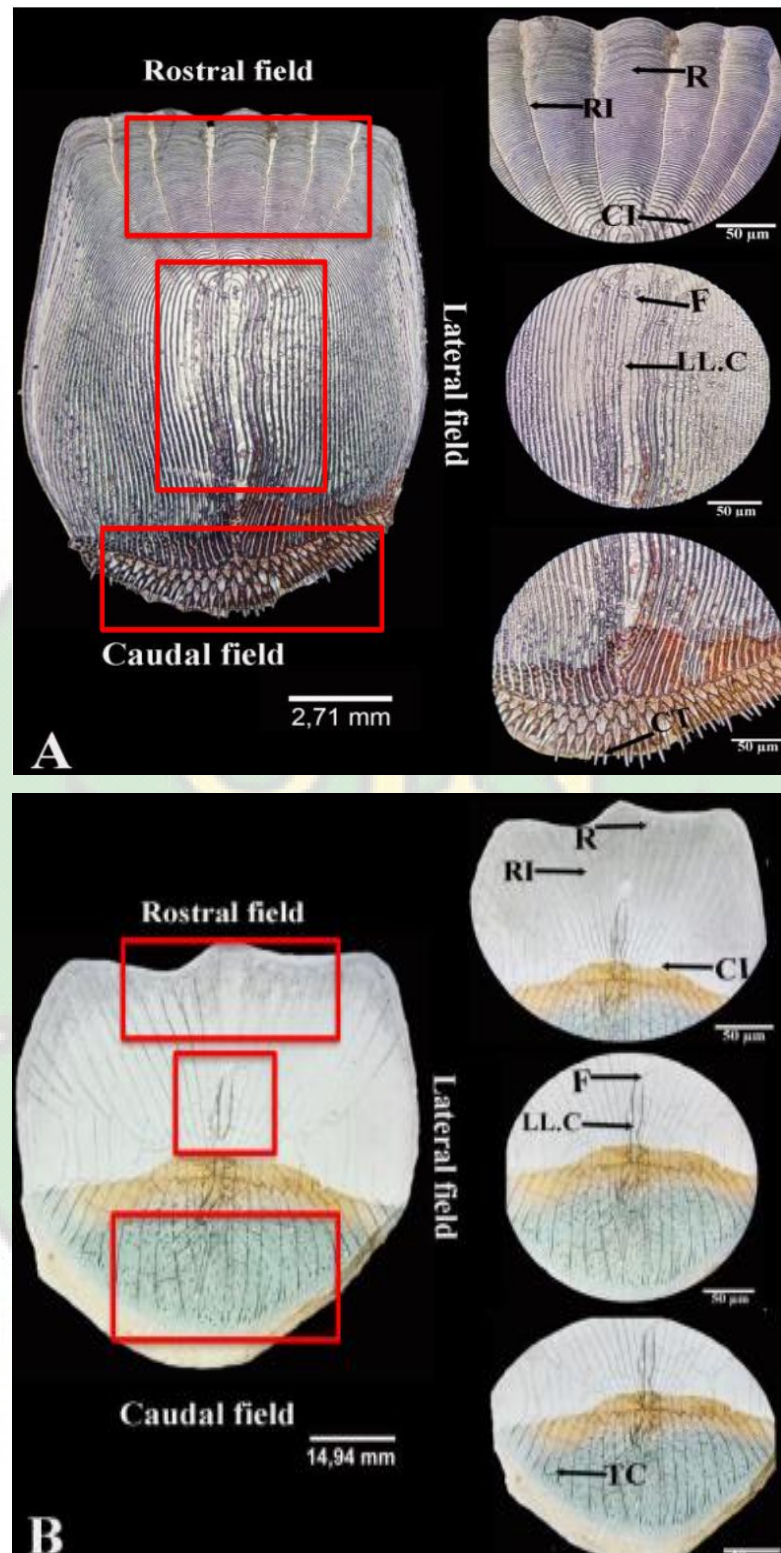 Rostral field
R
RI
CI
50 µm
F
LL.C
50 µm
Lateral field
CT
50 µm
Caudal field
2,71 mm
A
R
RI
CI
50 µm
Rostral field
F
LL.C
50 µm
Lateral field
TC
Caudal field
14,94 mm
B